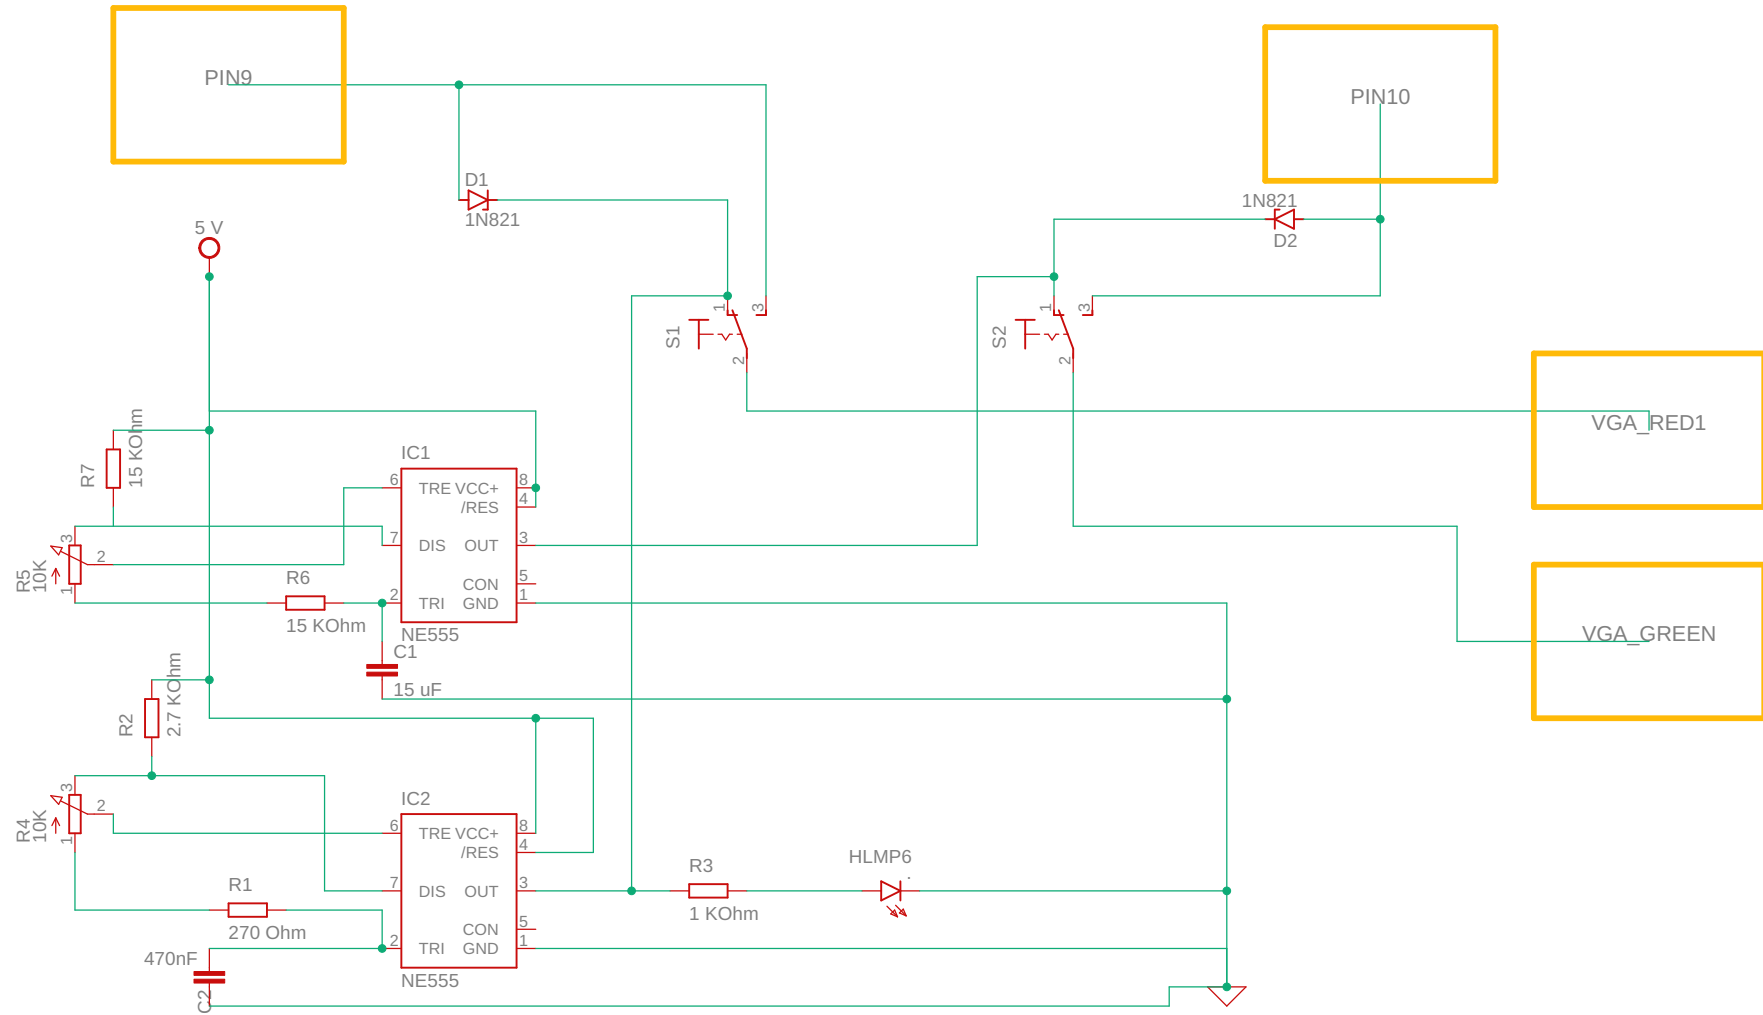 PIN9
PIN10
D1
1N821
1N821
D2
5 V
1
3
S1
2
1
3
S2
2
VGA_RED1
R7
15 KOhm
IC1
6
TRE
VCC+
8
/RES
4
7
DIS
OUT
3
CON
5
2
TRI
GND
1
NE555
3
2
R5
10K
1
R6
15 KOhm
C1
15 uF
VGA_GREEN
R2
2.7 KOhm
3
2
R4
10K
1
IC2
6
TRE
VCC+
8
/RES
4
7
DIS
OUT
3
CON
5
2
TRI
GND
1
NE555
R3
1 KOhm
HLMP6
.
R1
270 Ohm
470nF
C2